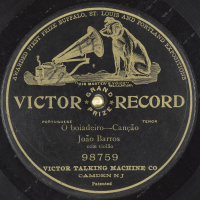 AWARDED FIRST PRIZE BUFFALO, ST. LOUIS AND PORTLAND EXPOSITIONS
"HIS MASTER'S VOICE"
GRAND
PRIZE
VICTOR RECORD
PORTUGUESE TENOR
O boiadeiro—Canção
João Barros
com violão
98759
VICTOR TALKING MACHINE CO
CAMDEN N J
Patented